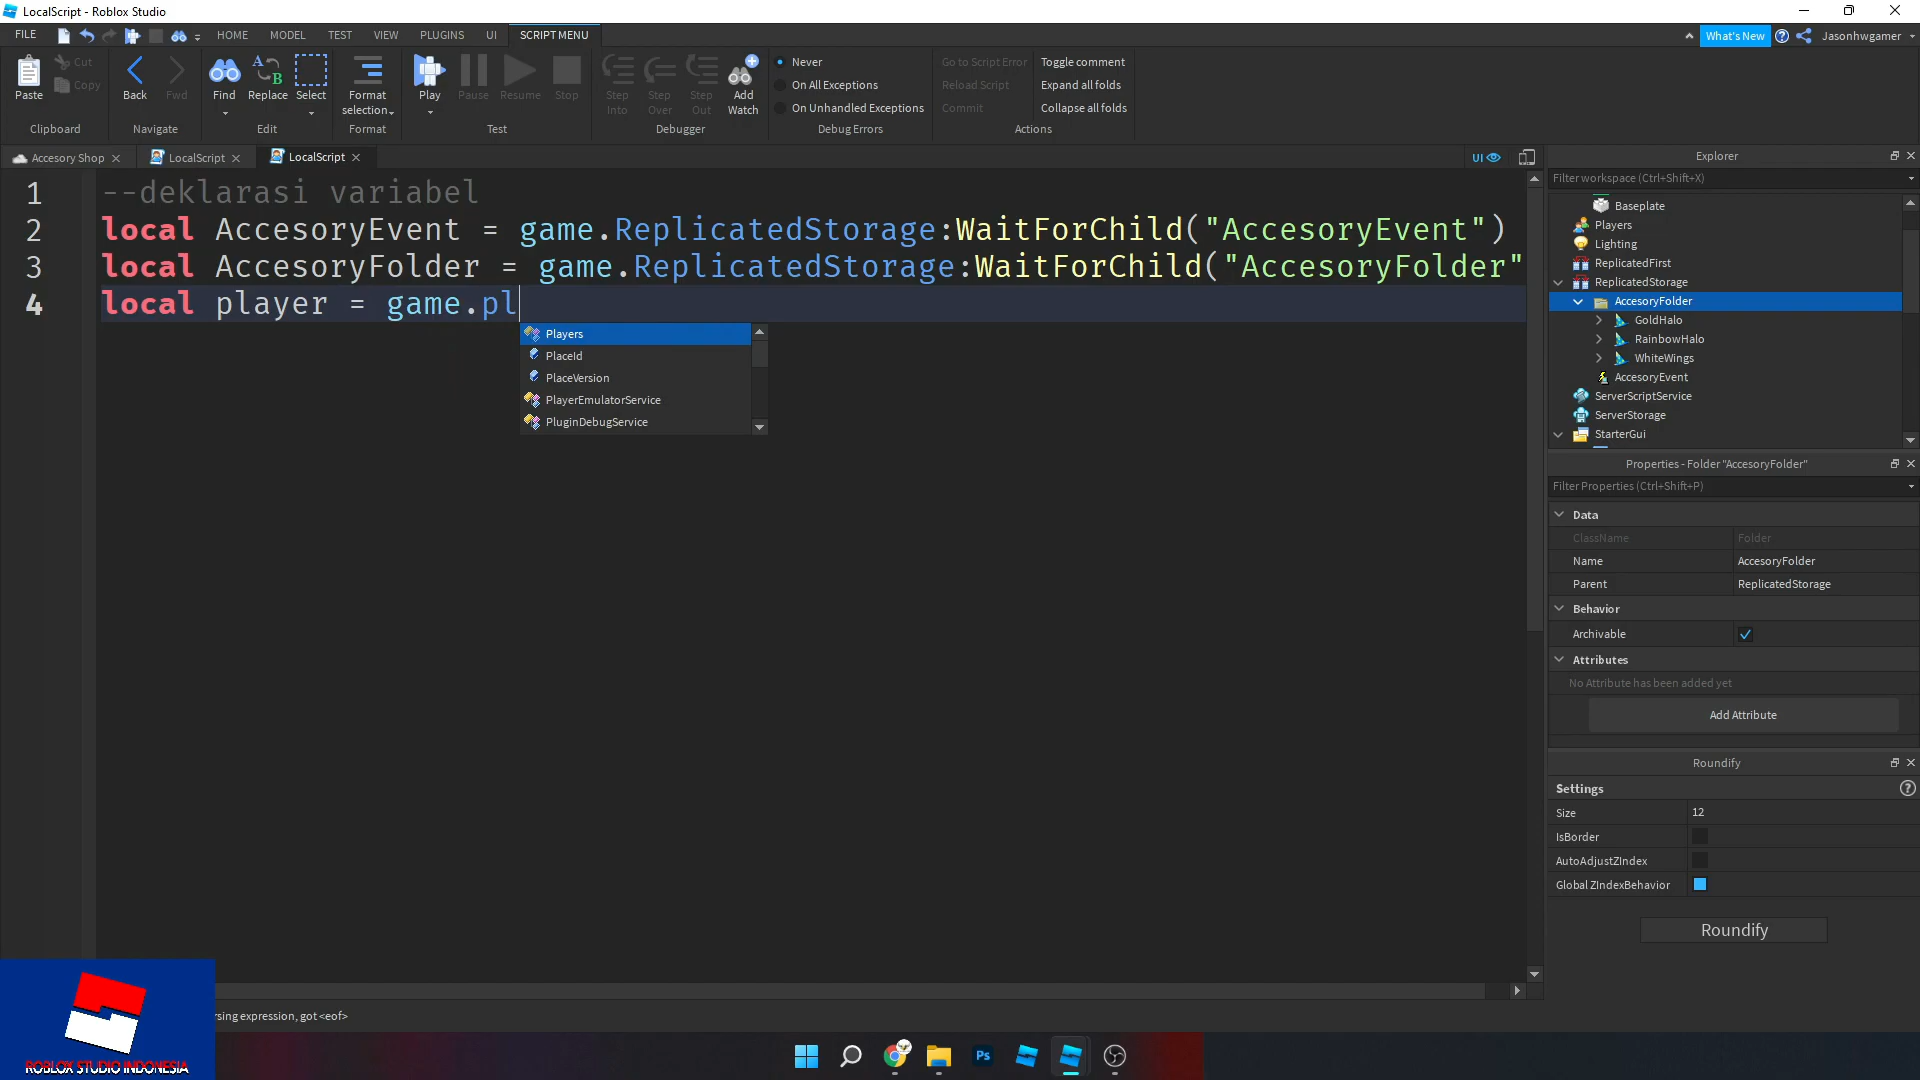 LocalScript - Roblox Studio
FILE HOME MODEL TEST VIEW PLUGINS UI SCRIPT MENU What's New Jasonhwgamer
Cut Never Go to Script Error Toggle comment
Copy On All Exceptions Reload Script Expand all folds
Paste Back Fwd Find Replace Select Format selection Play Pause Resume Stop Step Into Step Over Step Out Add Watch
On Unhandled Exceptions Commit Collapse all folds
Clipboard Navigate Edit Format Test Debugger Debug Errors Actions
Accesory Shop LocalScript LocalScript UI
1 --deklarasi variabel
2 local AccesoryEvent = game.ReplicatedStorage:WaitForChild("AccesoryEvent")
3 local AccesoryFolder = game.ReplicatedStorage:WaitForChild("AccesoryFolder"
4 local player = game.pl
Players
PlaceId
PlaceVersion
PlayerEmulatorService
PluginDebugService
Explorer
Filter workspace (Ctrl+Shift+X)
Baseplate
Players
Lighting
ReplicatedFirst
ReplicatedStorage
AccesoryFolder
GoldHalo
RainbowHalo
WhiteWings
AccesoryEvent
ServerScriptService
ServerStorage
StarterGui
Properties - Folder "AccesoryFolder"
Filter Properties (Ctrl+Shift+P)
Data
ClassName Folder
Name AccesoryFolder
Parent ReplicatedStorage
Behavior
Archivable
Attributes
No Attribute has been added yet
Add Attribute
Roundify
Settings
Size 12
IsBorder
AutoAdjustZIndex
Global ZIndexBehavior
Roundify
rsing expression, got <eof>
ROBLOX STUDIO INDONESIA
Ps